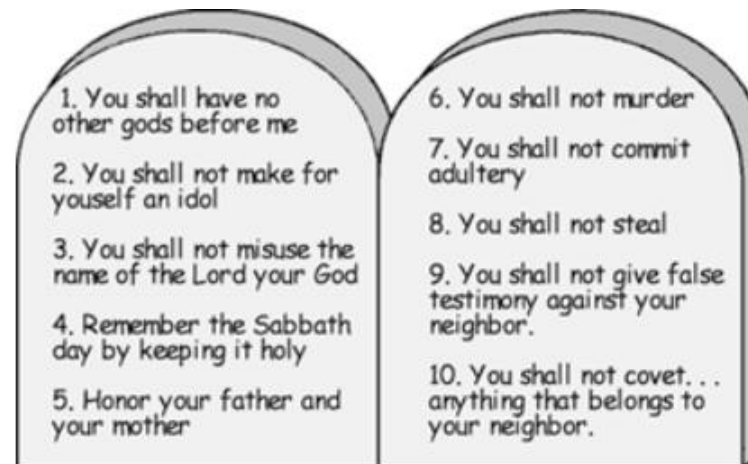 1. You shall have no
other gods before me
2. You shall not make for
youself an idol
3. You shall not misuse the
name of the Lord your God
4. Remember the Sabbath
day by keeping it holy
5. Honor your father and
your mother
6. You shall not murder
7. You shall not commit
adultery
8. You shall not steal
9. You shall not give false
testimony against your
neighbor.
10. You shall not covet. . .
anything that belongs to
your neighbor.